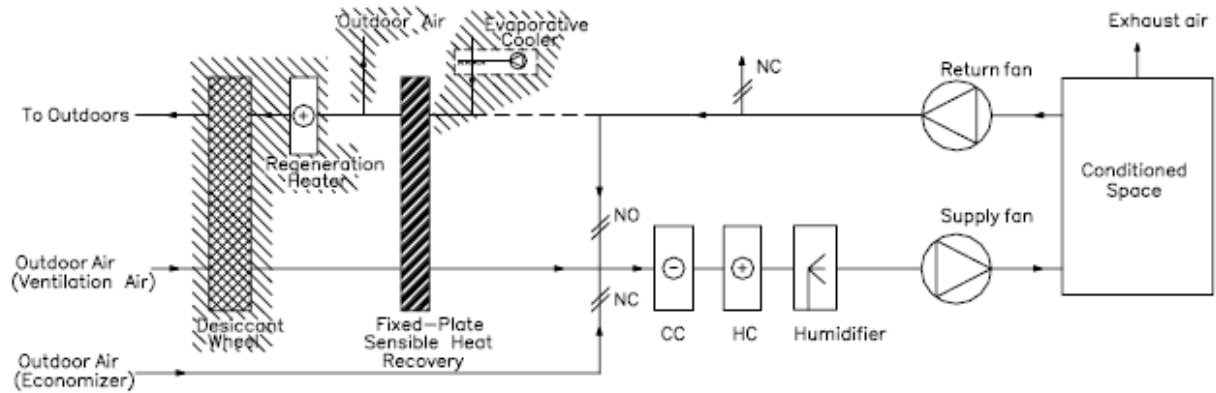 Outdoor Air
Evaporative
Cooler
Exhaust air
NC
Return fan
To Outdoors
Regeneration
Heater
Conditioned
Space
NO
Supply fan
Outdoor Air
(Ventilation Air)
NC
Desiccant
Wheel
Fixed-Plate
Sensible Heat
Recovery
CC
HC
Humidifier
Outdoor Air
(Economizer)